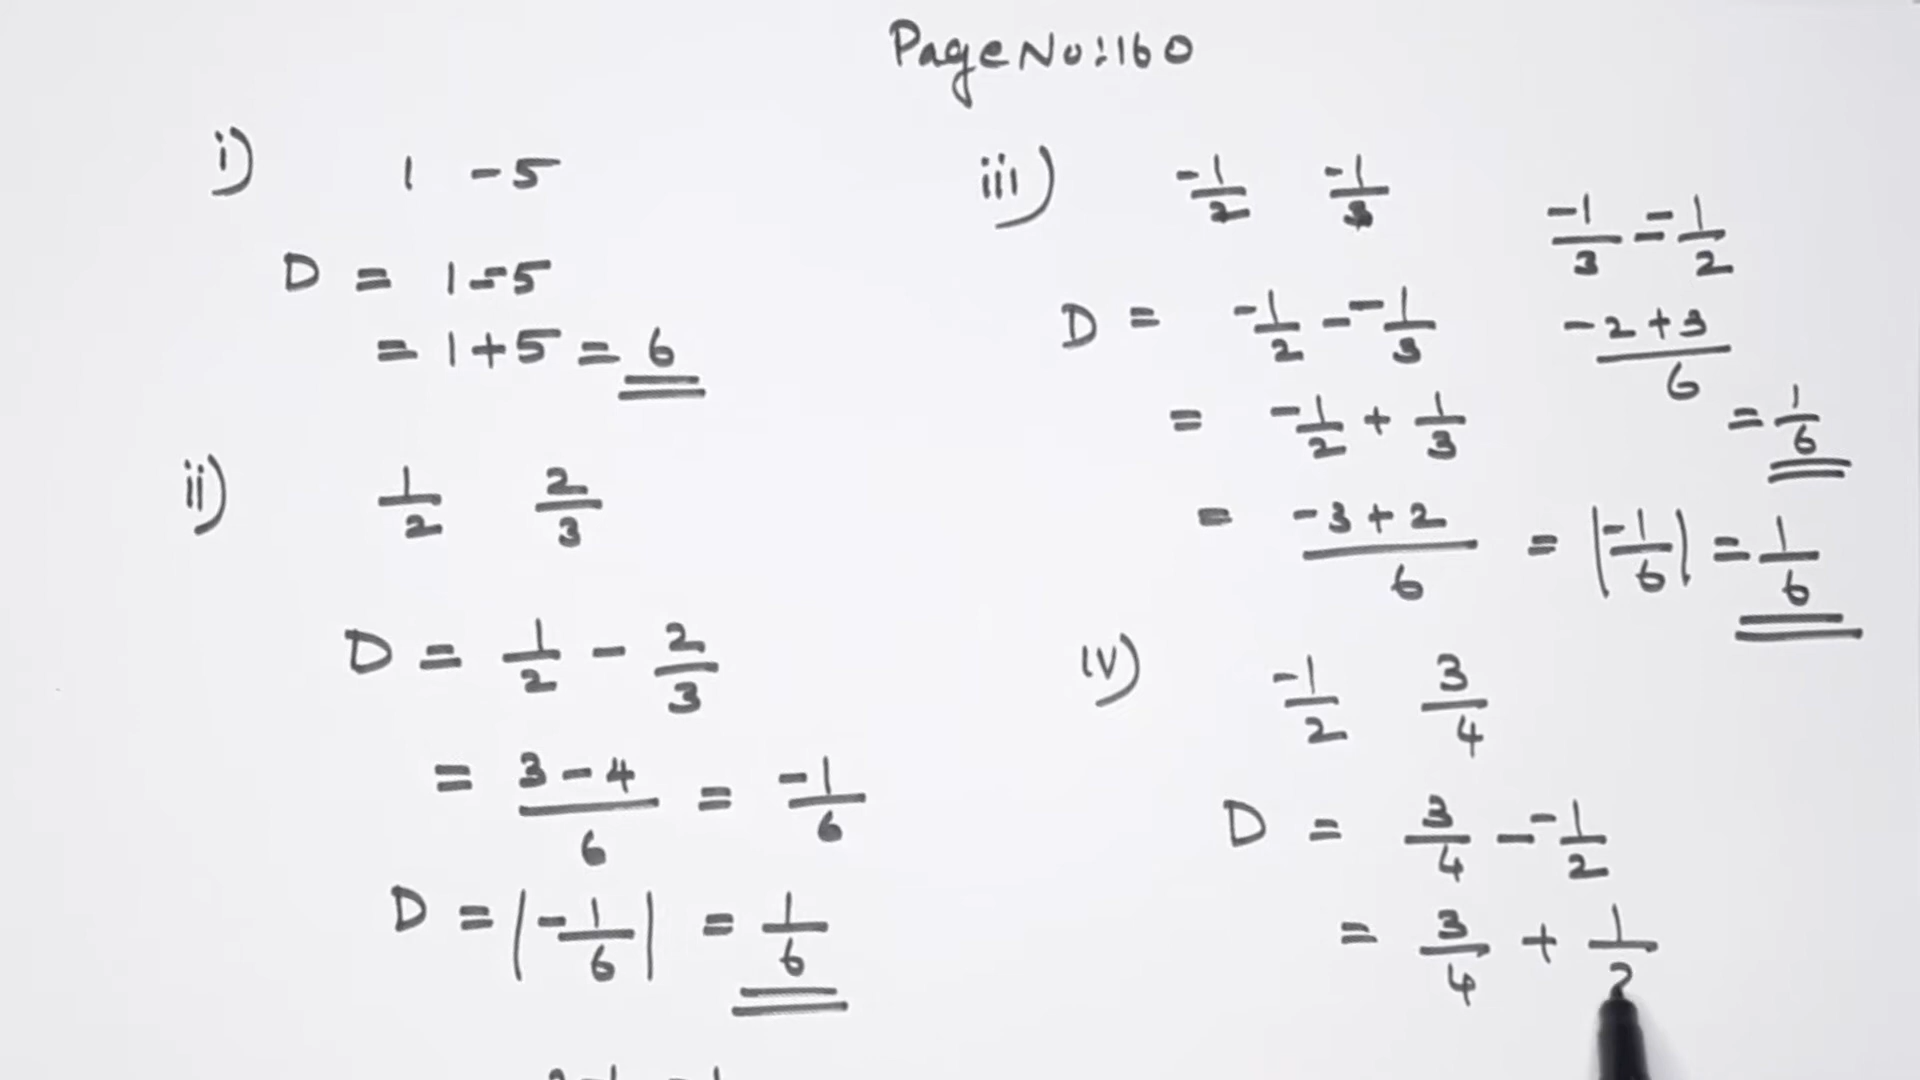 Page No: 160
i) 1 -5
D = 1 - -5
= 1+5 = 6
ii) 1/2 2/3
D = 1/2 - 2/3
= 3-4/6 = -1/6
D = |-1/6| = 1/6
iii) -1/2 -1/3
D = -1/2 - -1/3
= -1/2 + 1/3
= -3+2/6 = |-1/6| = 1/6
-1/3 - -1/2
-2+3/6
= 1/6
iv) -1/2 3/4
D = 3/4 - -1/2
= 3/4 + 1/2